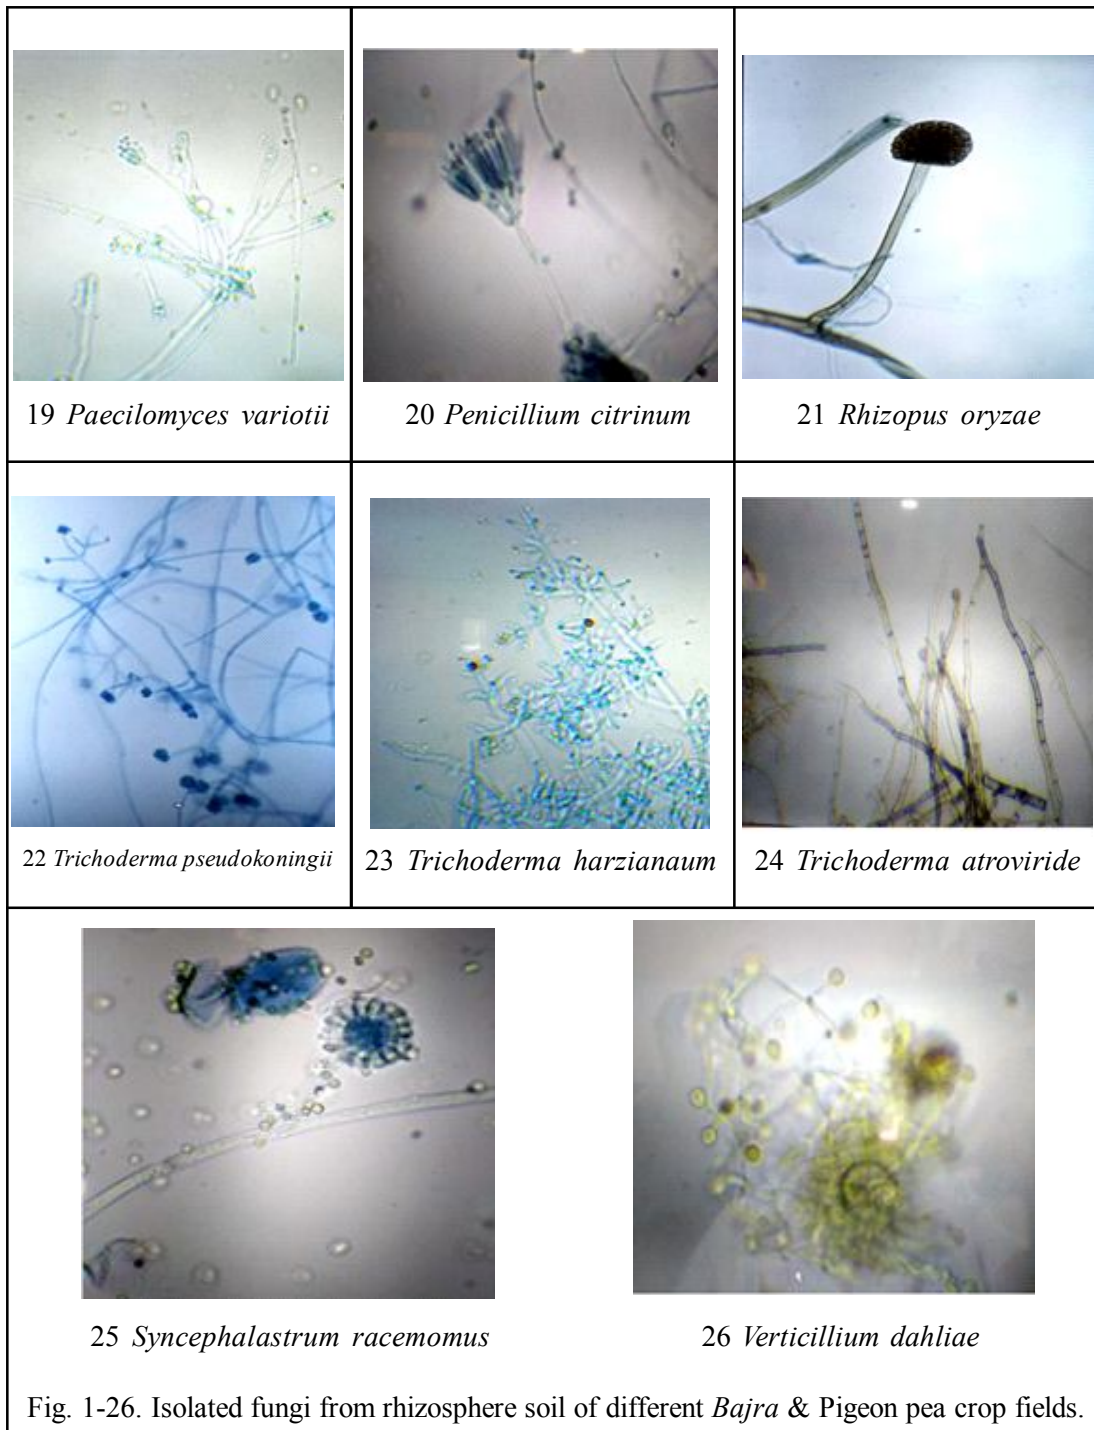 19 Paecilomyces variotii
20 Penicillium citrinum
21 Rhizopus oryzae
22 Trichoderma pseudokoningii
23 Trichoderma harzianaum
24 Trichoderma atroviride
25 Syncephalastrum racemomus
26 Verticillium dahliae
Fig. 1-26. Isolated fungi from rhizosphere soil of different Bajra & Pigeon pea crop fields.